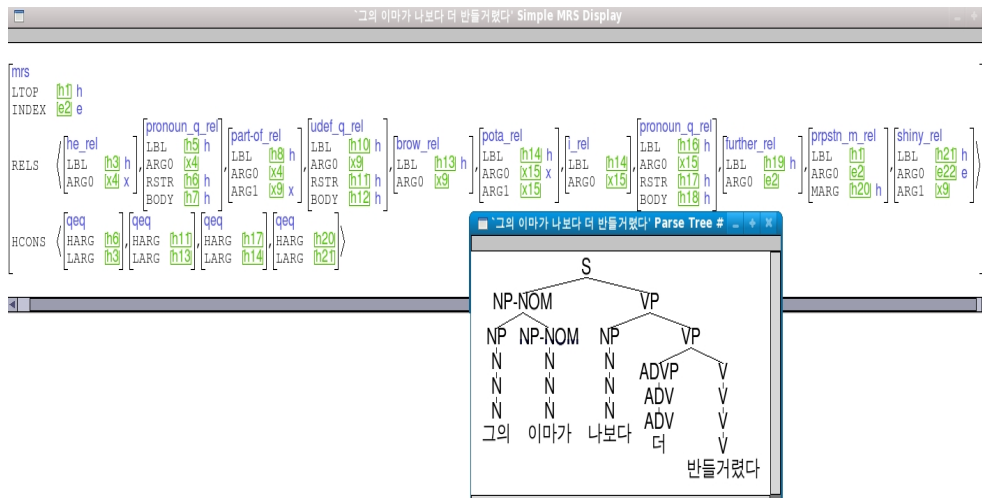 `그의 이마가 나보다 더 반들거렸다' Simple MRS Display
mrs
LTOP h1 h
INDEX e2 e
RELS
he_rel
LBL h3 h
ARG0 x4 x
pronoun_q_rel
LBL h5 h
ARG0 x4
RSTR h6 h
BODY h7 h
part-of_rel
LBL h8 h
ARG0 x4
ARG1 x9 x
udef_q_rel
LBL h10 h
ARG0 x9
RSTR h11 h
BODY h12 h
brow_rel
LBL h13 h
ARG0 x9
pota_rel
LBL h14 h
ARG0 x15 x
ARG1 x15
i_rel
LBL h14
ARG0 x15
pronoun_q_rel
LBL h16 h
ARG0 x15
RSTR h17 h
BODY h18 h
further_rel
LBL h19 h
ARG0 e2
prpstn_m_rel
LBL h1
ARG0 e2
MARG h20 h
shiny_rel
LBL h21 h
ARG0 e22 e
ARG1 x9
HCONS
qeq
HARG h6
LARG h3
qeq
HARG h11
LARG h13
qeq
HARG h17
LARG h14
qeq
HARG h20
LARG h21
`그의 이마가 나보다 더 반들거렸다' Parse Tree #
S
NP-NOM VP
NP NP-NOM NP VP
N N N ADVP V
N N N ADV V
N N N ADV V
그의 이마가 나보다 더 V
반들거렸다